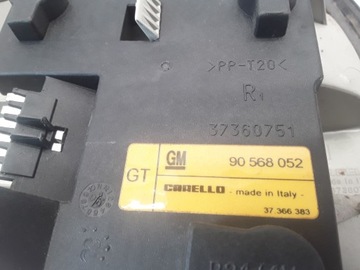 >PP-T20<
R1
37360751
GM 90 568 052
GT
CARELLO - made in Italy -
37.366.383